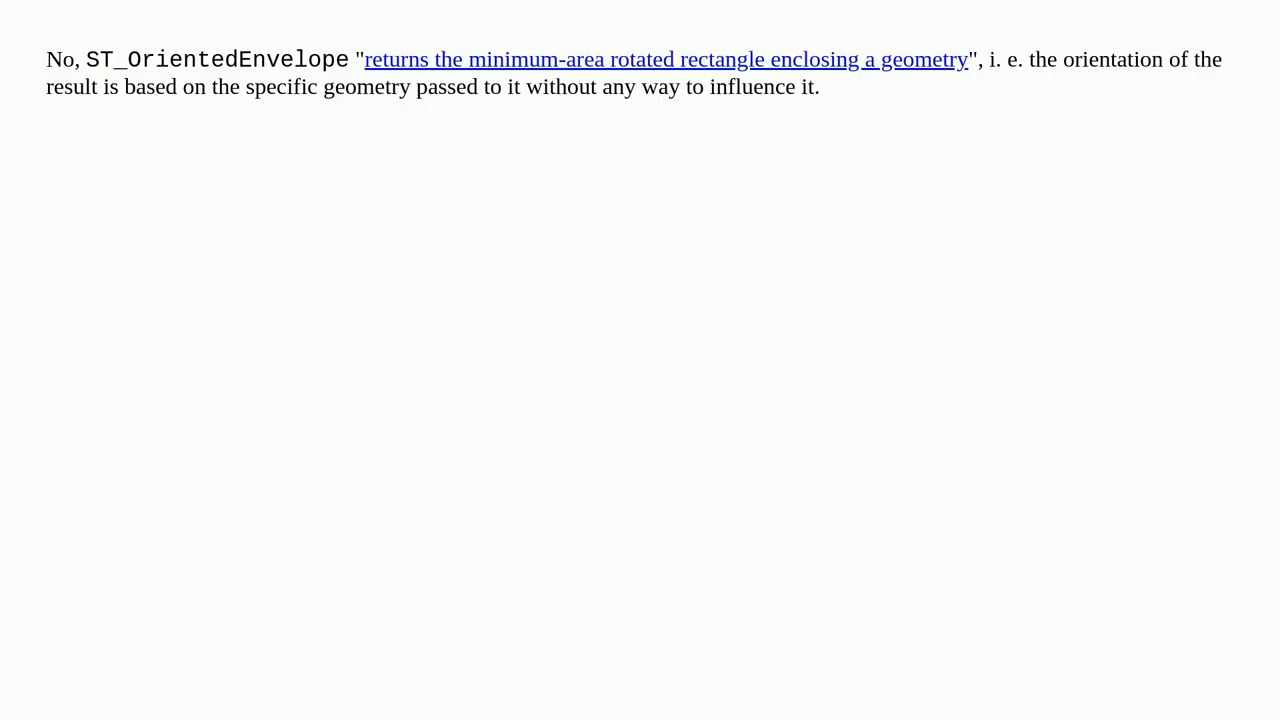 No, ST_OrientedEnvelope "returns the minimum-area rotated rectangle enclosing a geometry", i. e. the orientation of the
result is based on the specific geometry passed to it without any way to influence it.